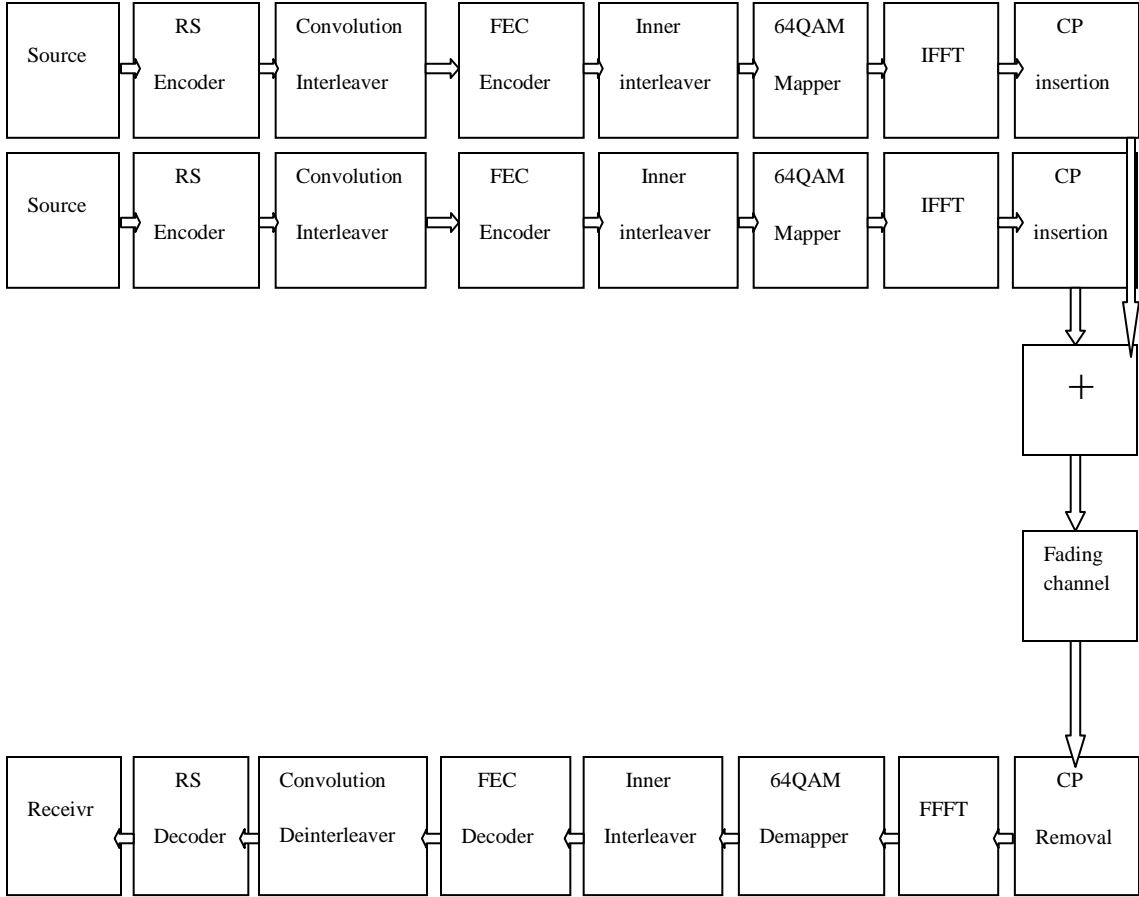 Source
RS
Encoder
Convolution
Interleaver
FEC
Encoder
Inner
interleaver
64QAM
Mapper
IFFT
CP
insertion
Source
RS
Encoder
Convolution
Interleaver
FEC
Encoder
Inner
interleaver
64QAM
Mapper
IFFT
CP
insertion
+
Fading
channel
Receivr
RS
Decoder
Convolution
Deinterleaver
FEC
Decoder
Inner
Interleaver
64QAM
Demapper
FFFT
CP
Removal